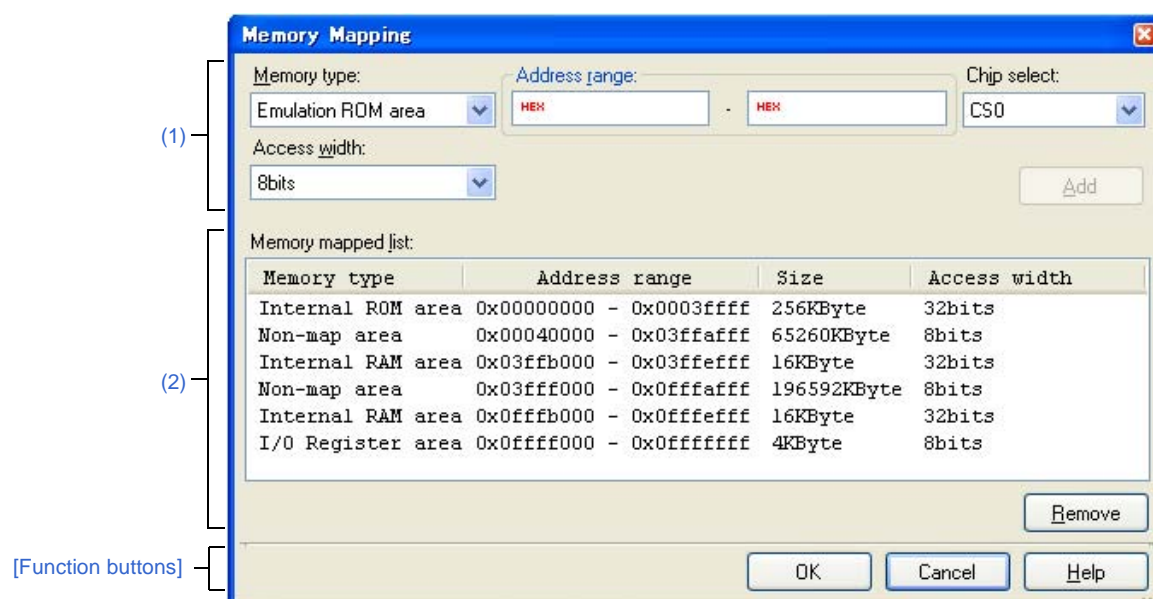 Memory Mapping
Memory type: Address range: Chip select:
(1)
Emulation ROM area HEX - HEX CS0
Access width:
8bits Add
(2)
Memory mapped list:
Memory type Address range Size Access width
Internal ROM area 0x00000000 - 0x0003ffff 256KByte 32bits
Non-map area 0x00040000 - 0x03ffafff 65260KByte 8bits
Internal RAM area 0x03ffb000 - 0x03ffefff 16KByte 32bits
Non-map area 0x03fff000 - 0x0fffafff 196592KByte 8bits
Internal RAM area 0x0fffb000 - 0x0fffefff 16KByte 32bits
I/O Register area 0x0ffff000 - 0x0fffffff 4KByte 8bits
Remove
[Function buttons]
OK Cancel Help